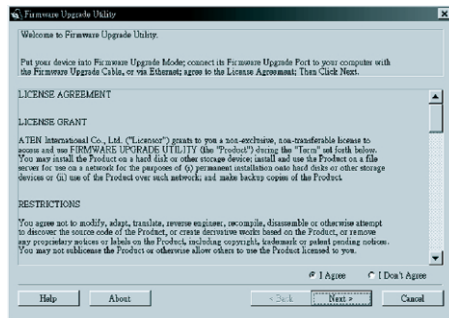 Firmware Upgrade Utility
Welcome to Firmware Upgrade Utility.
Put your device into Firmware Upgrade Mode; connect its Firmware Upgrade Port to your computer with
the Firmware Upgrade Cable, or via Ethernet; agree to the License Agreement; Then Click Next.
LICENSE AGREEMENT
LICENSE GRANT
ATEN International Co., Ltd. ("Licensor") grants to you a non-exclusive, non-transferable license to
access and use FIRMWARE UPGRADE UTILITY (the "Product") during the "Term" set forth below.
You may install the Product on a hard disk or other storage device; install and use the Product on a file
server for use on a network for the purposes of (i) permanent installation onto hard disks or other storage
devices or (ii) use of the Product over such network; and make backup copies of the Product.
RESTRICTIONS
You agree not to modify, adapt, translate, reverse engineer, recompile, disassemble or otherwise attempt
to discover the source code of the Product, or create derivative works based on the Product, or remove
any proprietary notices or labels on the Product, including copyright, trademark or patent pending notices.
You may not sublicense the Product or otherwise allow others to use the Product licensed to you.
I Agree I Don't Agree
Help About < Back Next > Cancel